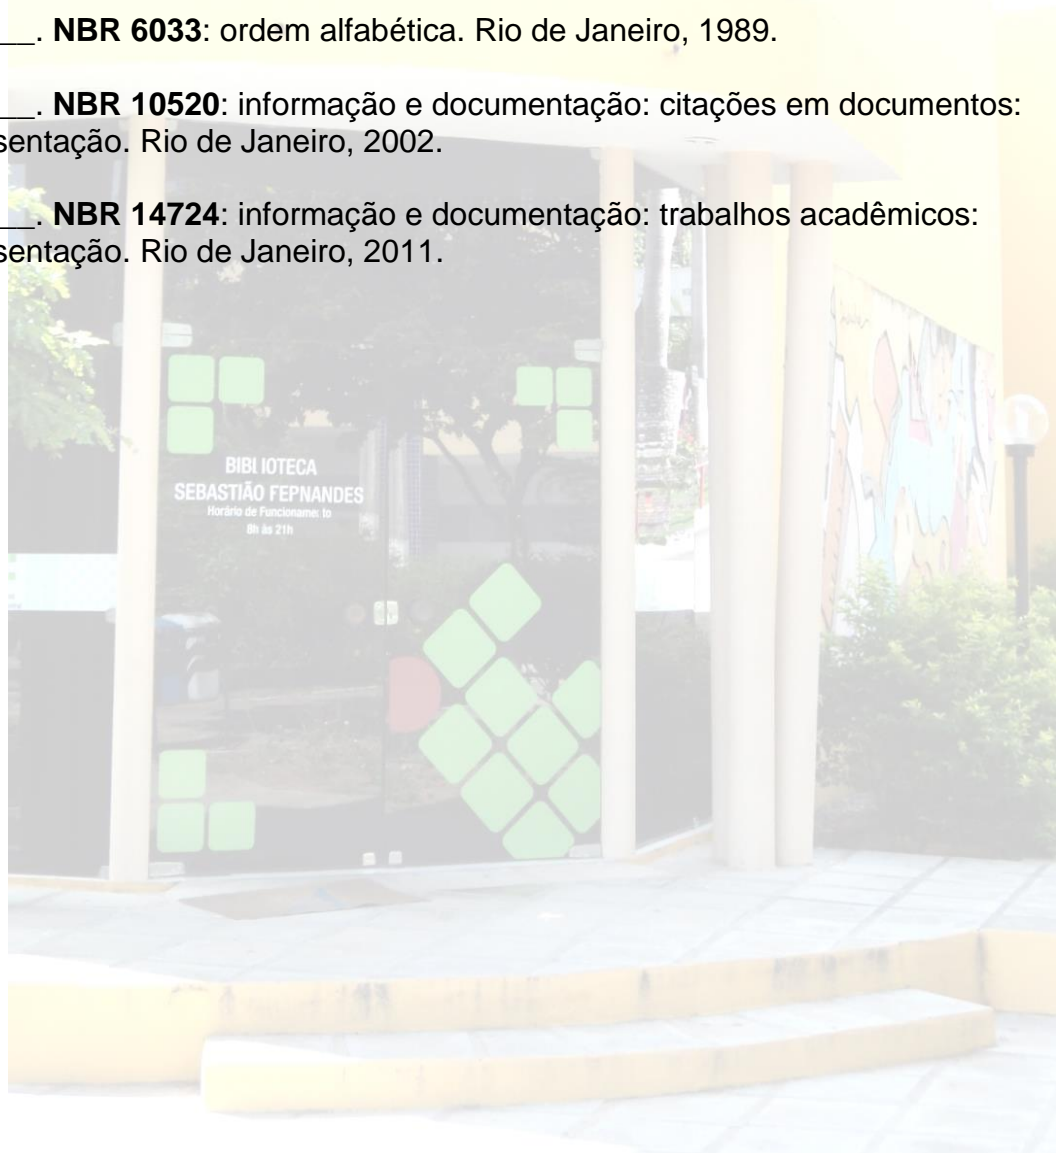 __. NBR 6033: ordem alfabética. Rio de Janeiro, 1989.
__. NBR 10520: informação e documentação: citações em documentos:
sentação. Rio de Janeiro, 2002.
__. NBR 14724: informação e documentação: trabalhos acadêmicos:
sentação. Rio de Janeiro, 2011.
BIBLIOTECA
SEBASTIÃO FEPNANDES
Horário de Funcioname to
8h às 21h